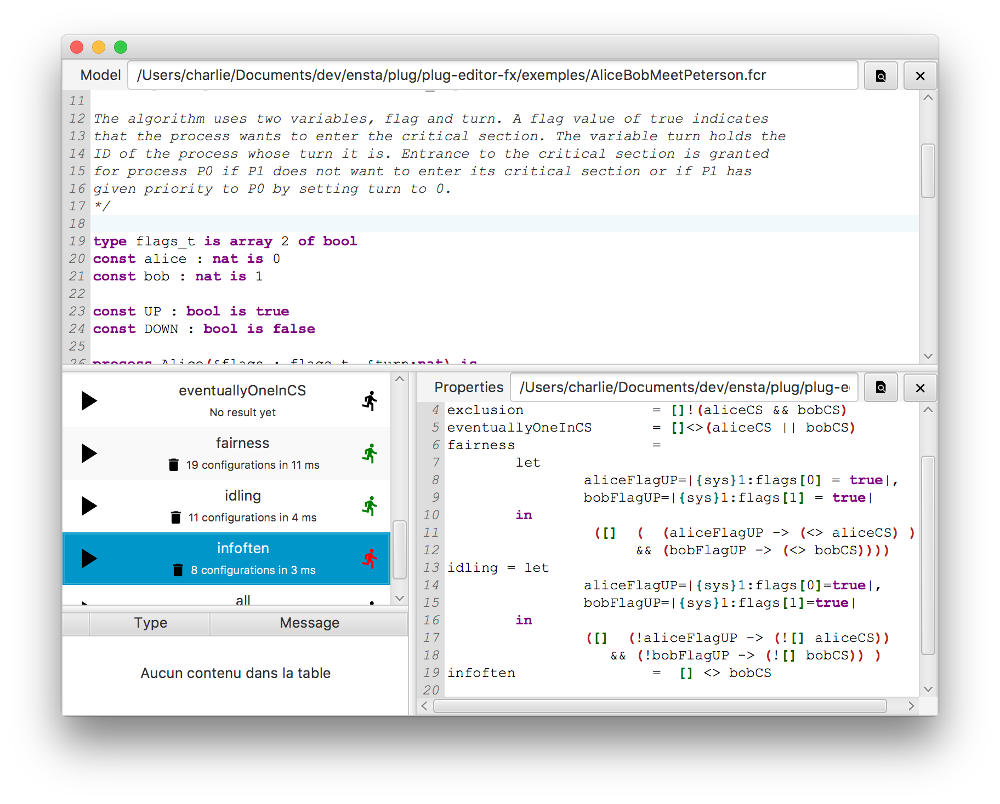 Model /Users/charlie/Documents/dev/ensta/plug/plug-editor-fx/exemples/AliceBobMeetPeterson.fcr
11
12 The algorithm uses two variables, flag and turn. A flag value of true indicates
13 that the process wants to enter the critical section. The variable turn holds the
14 ID of the process whose turn it is. Entrance to the critical section is granted
15 for process P0 if P1 does not want to enter its critical section or if P1 has
16 given priority to P0 by setting turn to 0.
17 */
18
19 type flags_t is array 2 of bool
20 const alice : nat is 0
21 const bob : nat is 1
22
23 const UP : bool is true
24 const DOWN : bool is false
25
26 process Alice(&flags : flags_t, &turn:nat) is
eventuallyOneInCS
No result yet
fairness
19 configurations in 11 ms
idling
11 configurations in 4 ms
infoften
8 configurations in 3 ms
all
Type Message
Aucun contenu dans la table
Properties /Users/charlie/Documents/dev/ensta/plug/plug-e
4 exclusion = []!(aliceCS && bobCS)
5 eventuallyOneInCS = []<>(aliceCS || bobCS)
6 fairness =
7 let
8 aliceFlagUP=|{sys}1:flags[0] = true|,
9 bobFlagUP=|{sys}1:flags[1] = true|
10 in
11 ([] ( (aliceFlagUP -> (<> aliceCS) )
12 && (bobFlagUP -> (<> bobCS))))
13 idling = let
14 aliceFlagUP=|{sys}1:flags[0]=true|,
15 bobFlagUP=|{sys}1:flags[1]=true|
16 in
17 ([] (!aliceFlagUP -> (![] aliceCS))
18 && (!bobFlagUP -> (![] bobCS)) )
19 infoften = [] <> bobCS
20